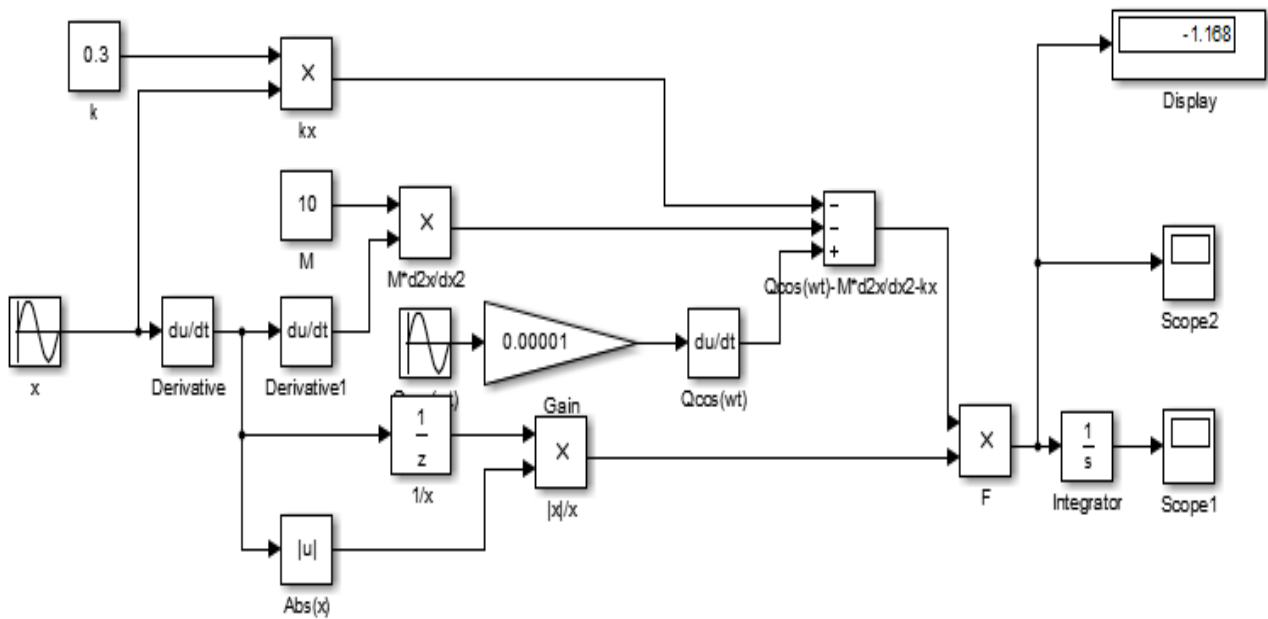 0.3
k
X
kx
-1.168
Display
10
M
X
M*d2x/dx2
−
−
+
Qcos(wt)-M*d2x/dx2-kx
Scope2
x
du/dt
Derivative
du/dt
Derivative1
0.00001
Gain
du/dt
Qcos(wt)
1
z
1/x
X
|x|/x
X
F
1
s
Integrator
Scope1
|u|
Abs(x)